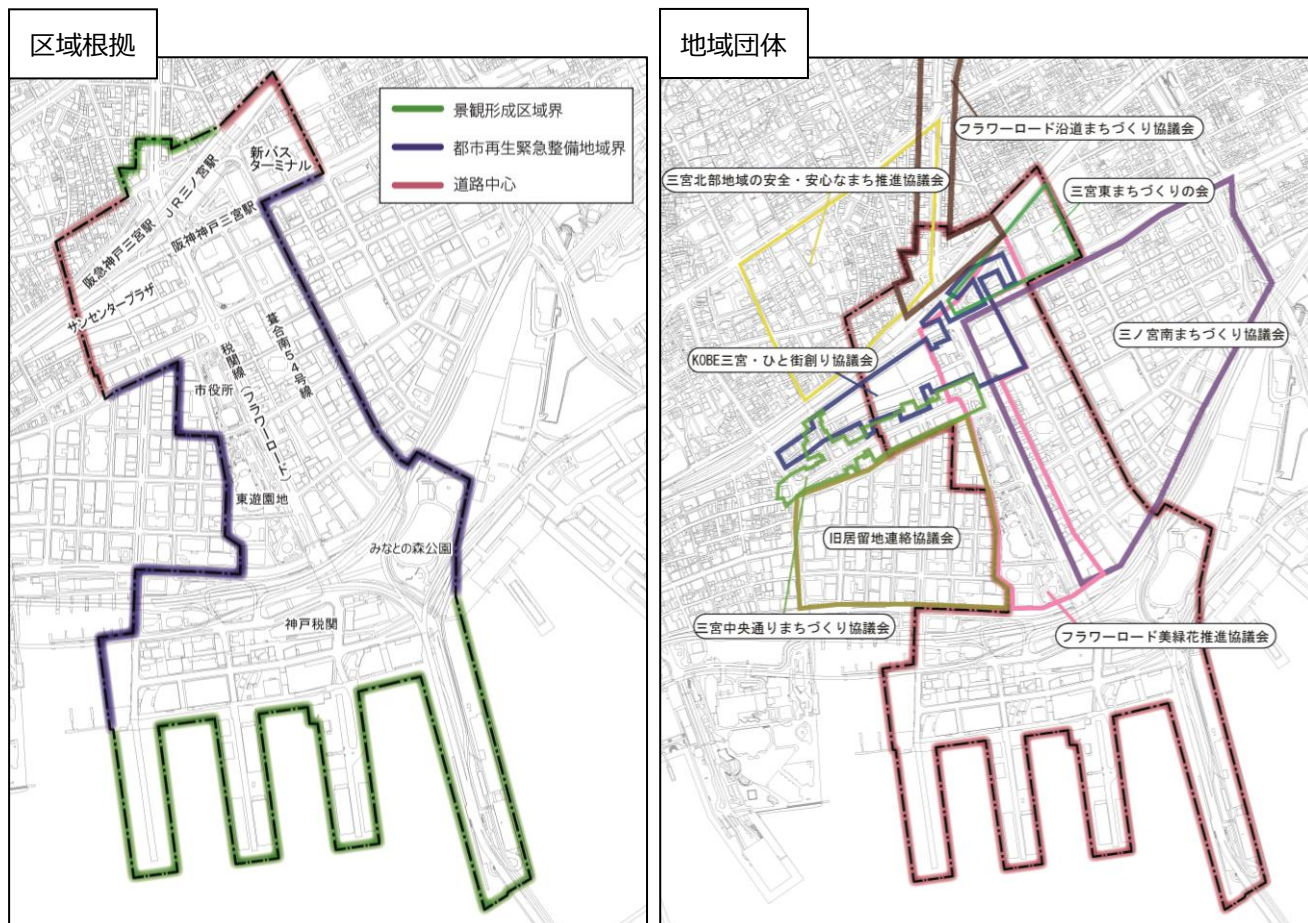 区域根拠
景観形成区域界
都市再生緊急整備地域界
道路中心
新バス
ターミナル
JR三ノ宮駅
阪急神戸三宮駅
阪神神戸三宮駅
サンセンタープラザ
葺合南54号線
税関線(フラワーロード)
市役所
東遊園地
みなとの森公園
神戸税関
地域団体
フラワーロード沿道まちづくり協議会
三宮北部地域の安全・安心なまち推進協議会
三宮東まちづくりの会
三ノ宮南まちづくり協議会
KOBE三宮・ひと街創り協議会
旧居留地連絡協議会
三宮中央通りまちづくり協議会
フラワーロード美緑花推進協議会